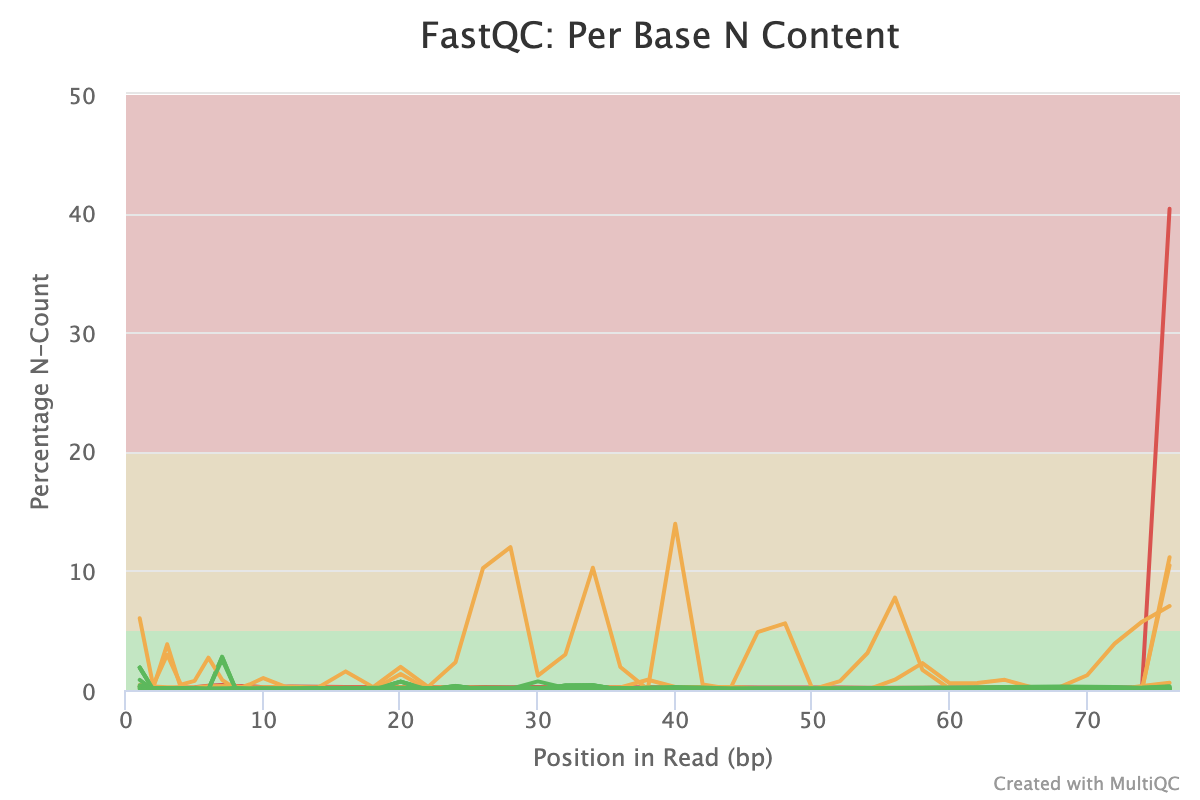 FastQC: Per Base N Content
50
40
30
20
10
0
Percentage N-Count
0 10 20 30 40 50 60 70
Position in Read (bp)
Created with MultiQC